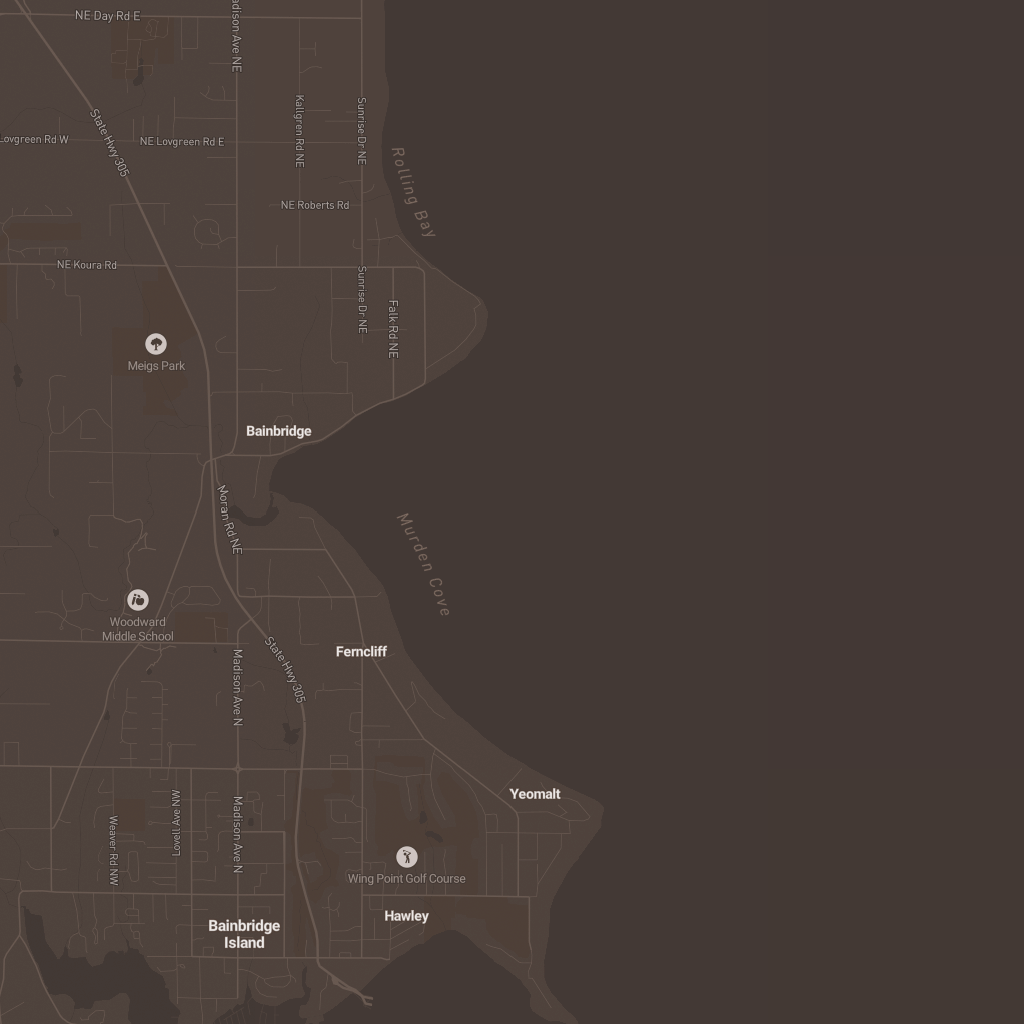 NE Day Rd E
adison Ave NE
Kallgren Rd NE
Sunrise Dr NE
State Hwy 305
Lovgreen Rd W
NE Lovgreen Rd E
Rolling Bay
NE Roberts Rd
NE Koura Rd
Sunrise Dr NE
Falk Rd NE
Meigs Park
Bainbridge
Moran Rd NE
Murden Cove
Woodward
Middle School
State Hwy 305
Ferncliff
Madison Ave N
Yeomalt
Lovell Ave NW
Madison Ave N
Weaver Rd NW
Wing Point Golf Course
Hawley
Bainbridge
Island